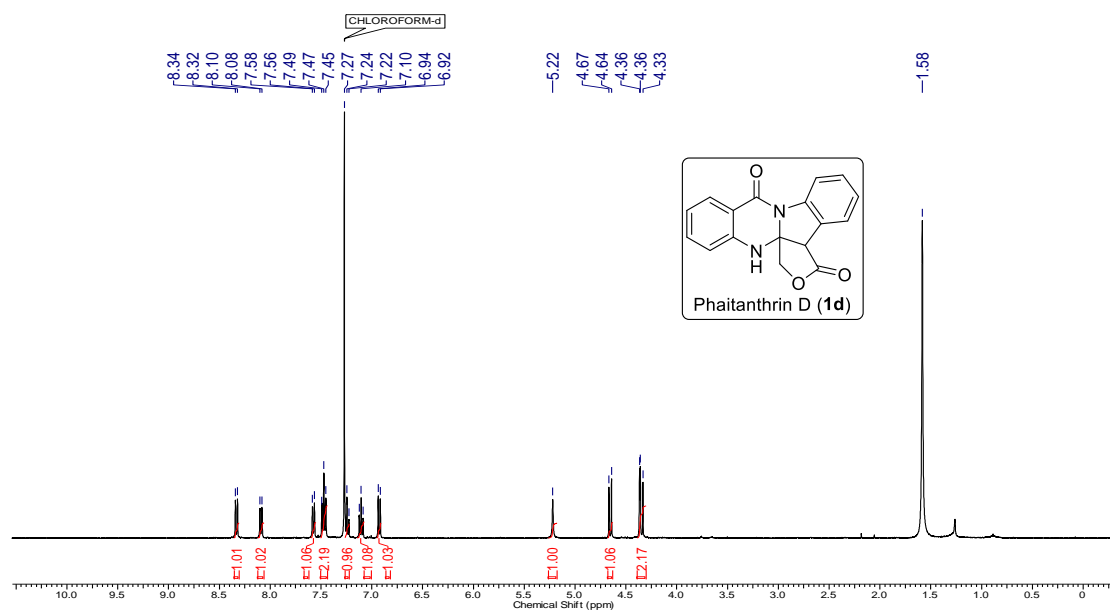 CHLOROFORM-d
8.34 8.32 8.10 8.08 7.58 7.56 7.49 7.47 7.45 7.27 7.24 7.22 7.10 6.94 6.92 5.22 4.67 4.64 4.36 4.36 4.33 1.58
O
N
N
H
O
O
Phaitanthrin D (1d)
1.01 1.02 1.06 2.19 0.96 1.08 1.03 1.00 1.06 2.17
10.0 9.5 9.0 8.5 8.0 7.5 7.0 6.5 6.0 5.5 5.0 4.5 4.0 3.5 3.0 2.5 2.0 1.5 1.0 0.5 0
Chemical Shift (ppm)